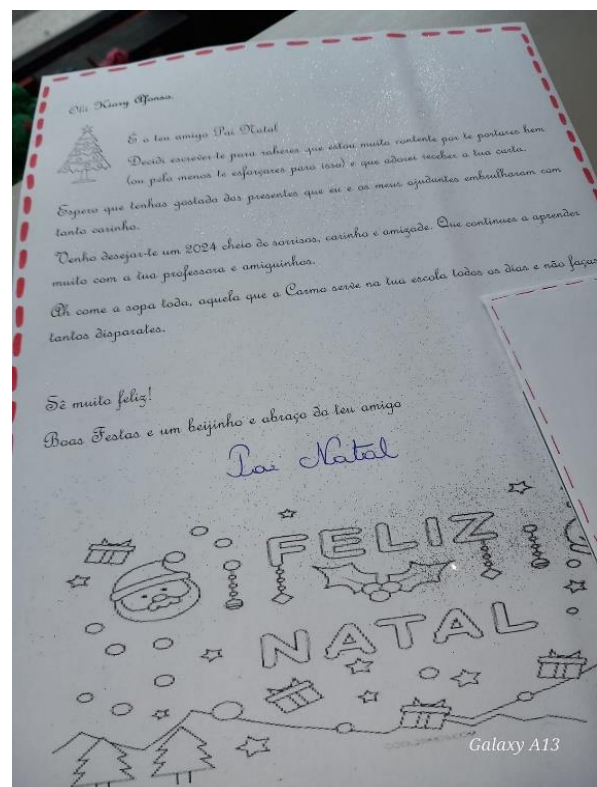 Olá Kiary Afonso,
É o teu amigo Pai Natal
Decidi escrever-te para saberes que estou muito contente por te portares bem
(ou pelo menos te esforçares para isso) e que adorei receber a tua carta.
Espero que tenhas gostado dos presentes que eu e os meus ajudantes embrulharam com
tanto carinho.
Venho desejar-te um 2024 cheio de sorrisos, carinho e amizade. Que continues a aprender
muito com a tua professora e amiguinhos.
Ah come a sopa toda, aquela que a Carmo serve na tua escola todos os dias e não faças
tantos disparates.
Sê muito feliz!
Boas Festas e um beijinho e abraço do teu amigo
Pai Natal
FELIZ
NATAL
Galaxy A13